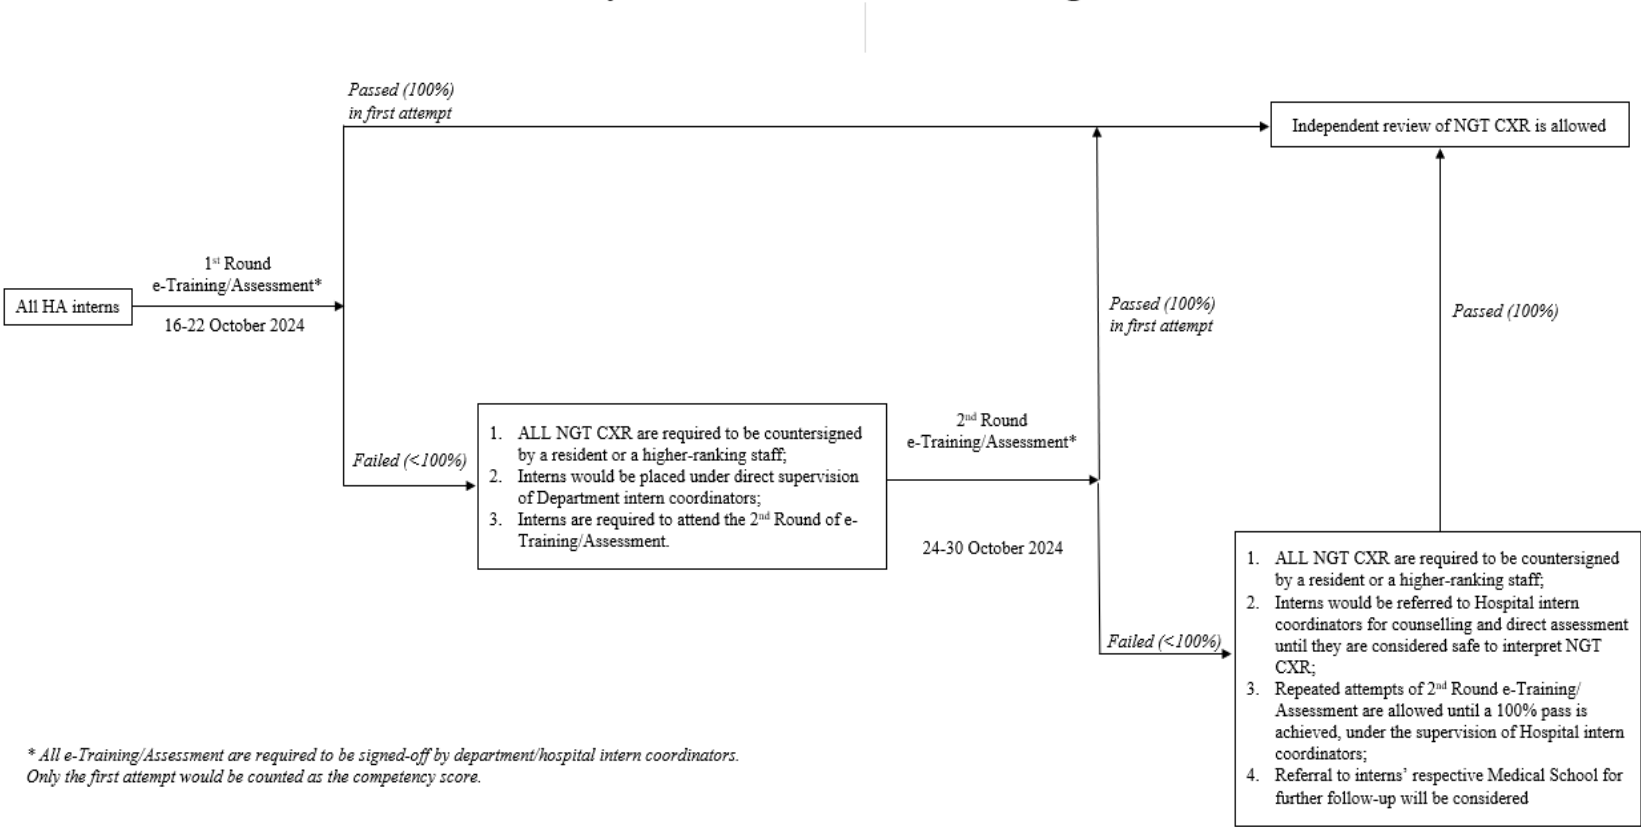 Passed (100%)
in first attempt
Independent review of NGT CXR is allowed
1st Round
e-Training/Assessment*
All HA interns
16-22 October 2024
Passed (100%)
in first attempt
Passed (100%)
Failed (<100%)
1. ALL NGT CXR are required to be countersigned
by a resident or a higher-ranking staff;
2. Interns would be placed under direct supervision
of Department intern coordinators;
3. Interns are required to attend the 2nd Round of e-
Training/Assessment.
2nd Round
e-Training/Assessment*
24-30 October 2024
Failed (<100%)
1. ALL NGT CXR are required to be countersigned
by a resident or a higher-ranking staff;
2. Interns would be referred to Hospital intern
coordinators for counselling and direct assessment
until they are considered safe to interpret NGT
CXR;
3. Repeated attempts of 2nd Round e-Training/
Assessment are allowed until a 100% pass is
achieved, under the supervision of Hospital intern
coordinators;
4. Referral to interns' respective Medical School for
further follow-up will be considered
* All e-Training/Assessment are required to be signed-off by department/hospital intern coordinators.
Only the first attempt would be counted as the competency score.